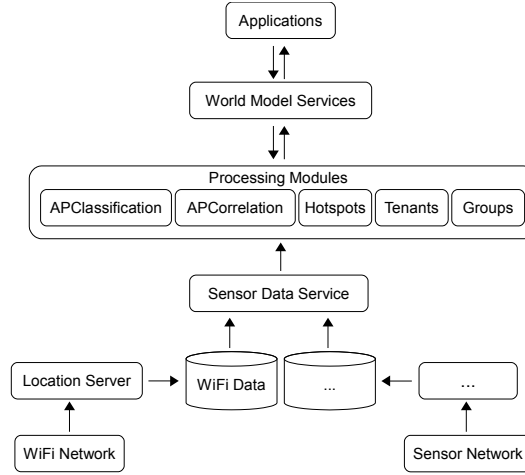 Applications
World Model Services
Processing Modules
APClassification APCorrelation Hotspots Tenants Groups
Sensor Data Service
Location Server WiFi Data ... ...
WiFi Network Sensor Network